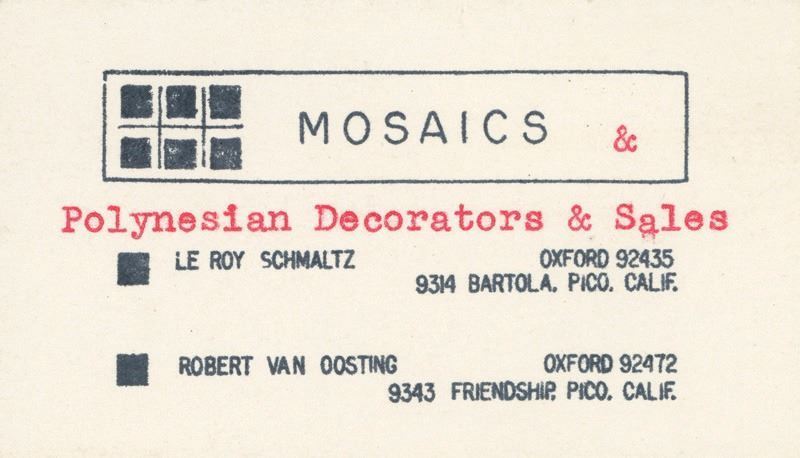 MOSAICS &
Polynesian Decorators & Sales
LE ROY SCHMALTZ OXFORD 92435
9314 BARTOLA, PICO. CALIF.
ROBERT VAN OOSTING OXFORD 92472
9343 FRIENDSHIP, PICO. CALIF.